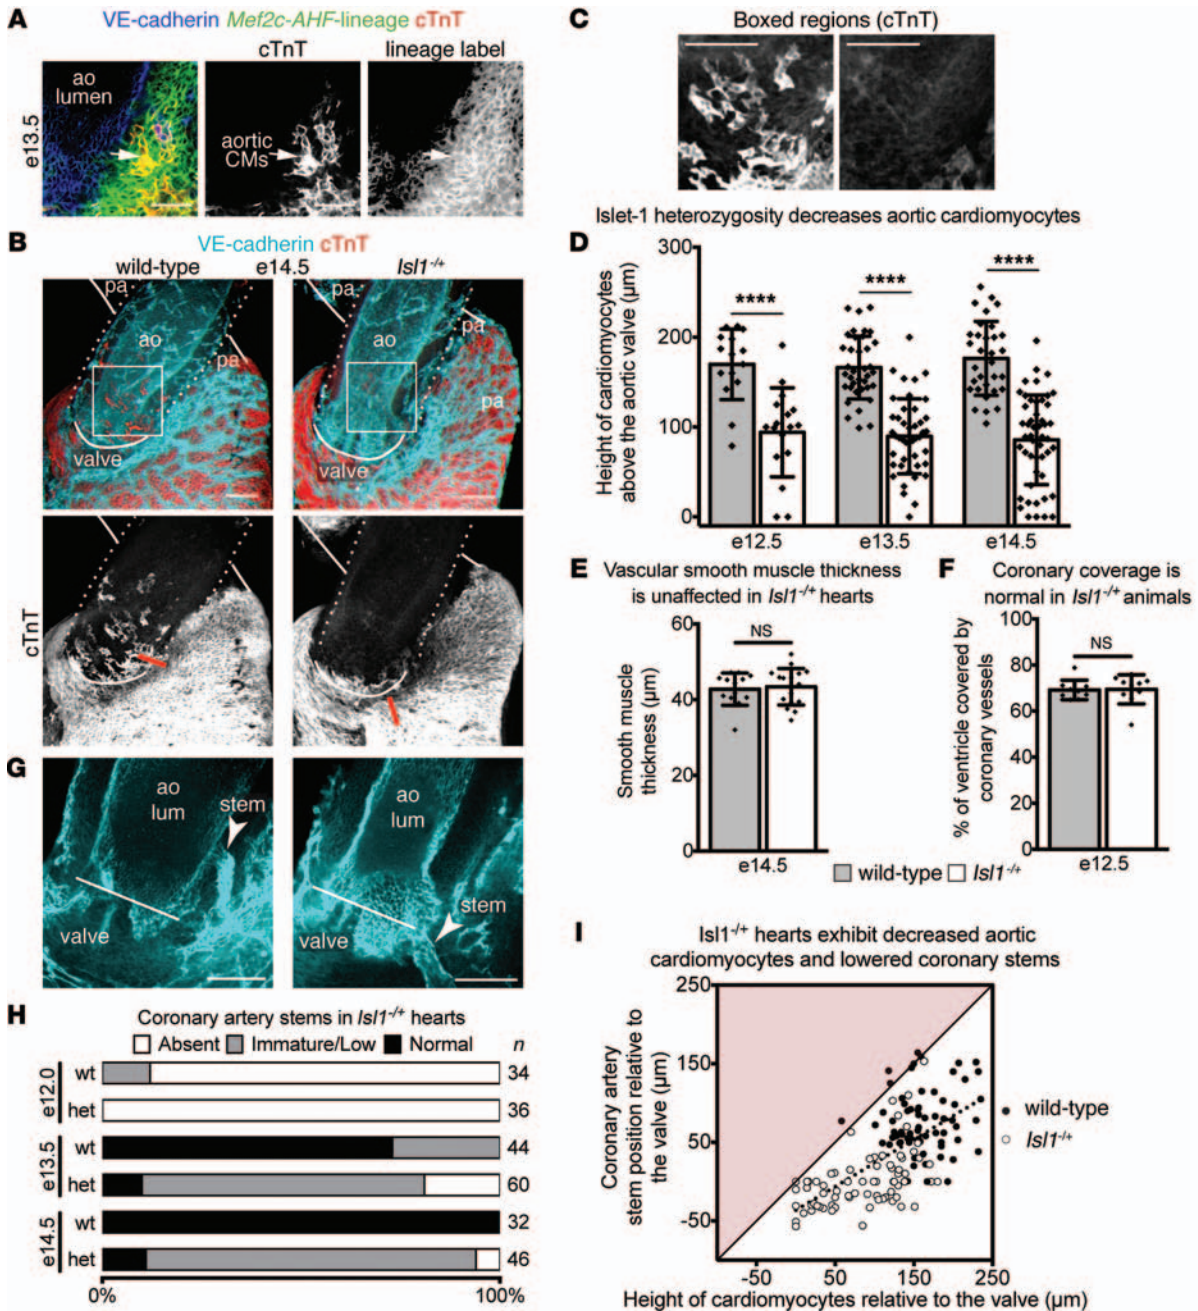 A
VE-cadherin Mef2c-AHF-lineage cTnT
cTnT
lineage label
e13.5
ao
lumen
aortic
CMs
B
VE-cadherin cTnT
wild-type
e14.5
Isl1-/+
pa
ao
pa
valve
pa
ao
pa
pa
valve
cTnT
C
Boxed regions (cTnT)
Islet-1 heterozygosity decreases aortic cardiomyocytes
D
Height of cardiomyocytes
above the aortic valve (µm)
300
200
100
0
****
****
****
e12.5
e13.5
e14.5
E
Vascular smooth muscle thickness
is unaffected in Isl1-/+ hearts
Smooth muscle
thickness (µm)
60
40
20
0
NS
e14.5
F
Coronary coverage is
normal in Isl1-/+ animals
% of ventricle covered by
coronary vessels
100
80
60
40
20
0
NS
e12.5
wild-type
Isl1-/+
G
ao
lum
stem
valve
ao
lum
stem
valve
H
Coronary artery stems in Isl1-/+ hearts
Absent
Immature/Low
Normal
n
e12.0
wt
34
het
36
e13.5
wt
44
het
60
e14.5
wt
32
het
46
0%
100%
I
Isl1-/+ hearts exhibit decreased aortic
cardiomyocytes and lowered coronary stems
Coronary artery
stem position relative to
the valve (µm)
250
150
50
-50
-50
50
150
250
Height of cardiomyocytes relative to the valve (µm)
wild-type
Isl1-/+